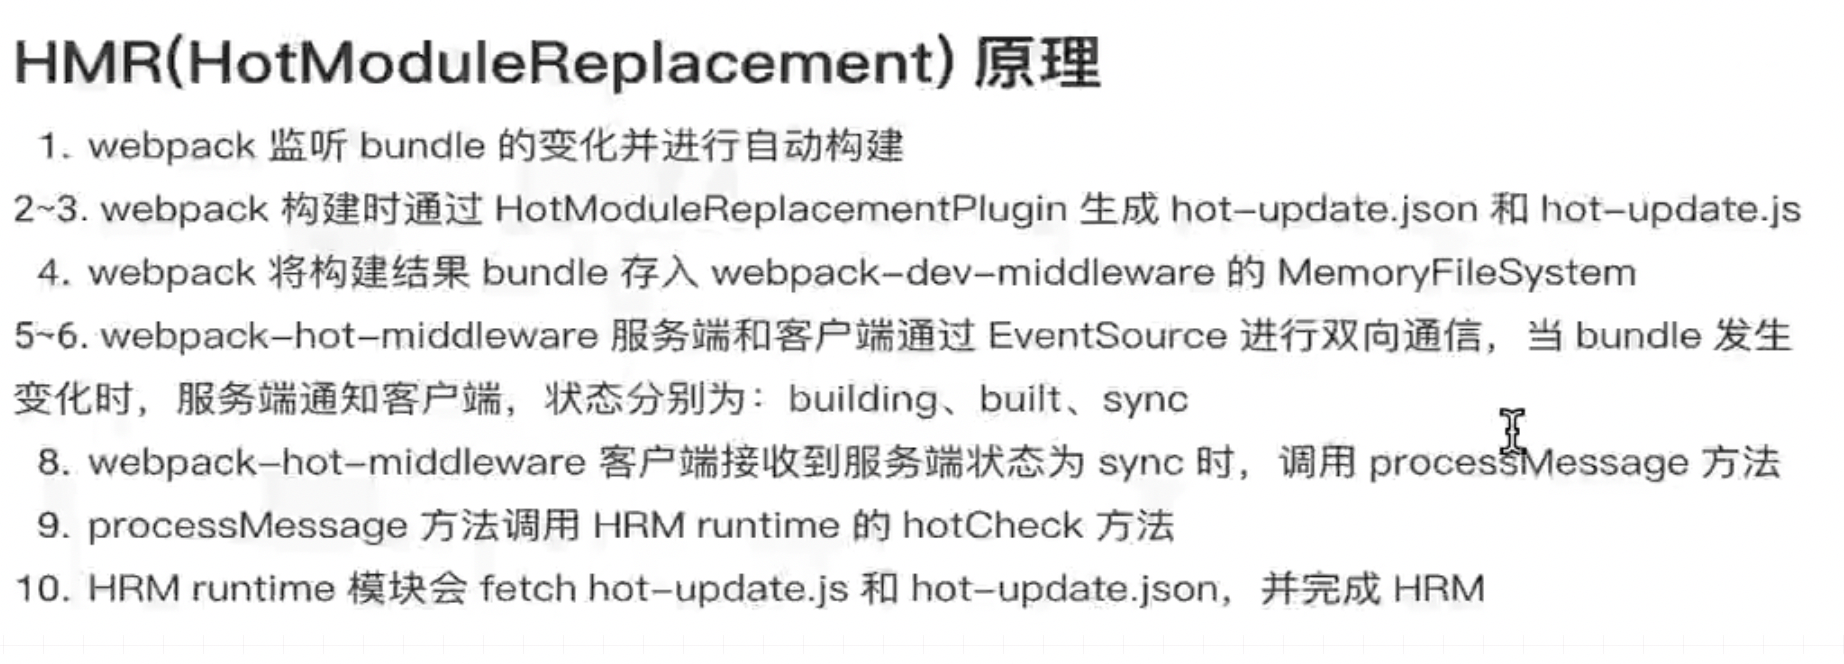 HMR(HotModuleReplacement) 原理
1. webpack 监听 bundle 的变化并进行自动构建
2~3. webpack 构建时通过 HotModuleReplacementPlugin 生成 hot-update.json 和 hot-update.js
4. webpack 将构建结果 bundle 存入 webpack-dev-middleware 的 MemoryFileSystem
5~6. webpack-hot-middleware 服务端和客户端通过 EventSource 进行双向通信，当 bundle 发生
变化时，服务端通知客户端，状态分别为：building、built、sync
8. webpack-hot-middleware 客户端接收到服务端状态为 sync 时，调用 processMessage 方法
9. processMessage 方法调用 HRM runtime 的 hotCheck 方法
10. HRM runtime 模块会 fetch hot-update.js 和 hot-update.json，并完成 HRM